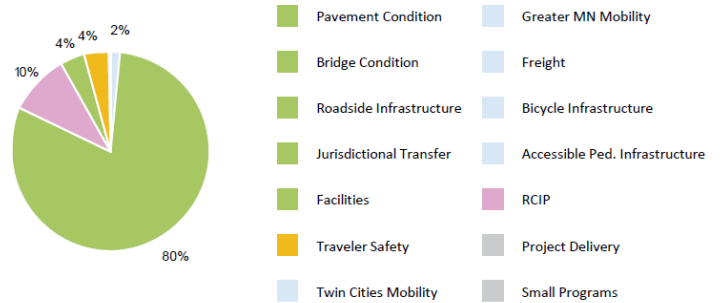 4% 4% 2%
10%
80%
Pavement Condition
Bridge Condition
Roadside Infrastructure
Jurisdictional Transfer
Facilities
Traveler Safety
Twin Cities Mobility
Greater MN Mobility
Freight
Bicycle Infrastructure
Accessible Ped. Infrastructure
RCIP
Project Delivery
Small Programs